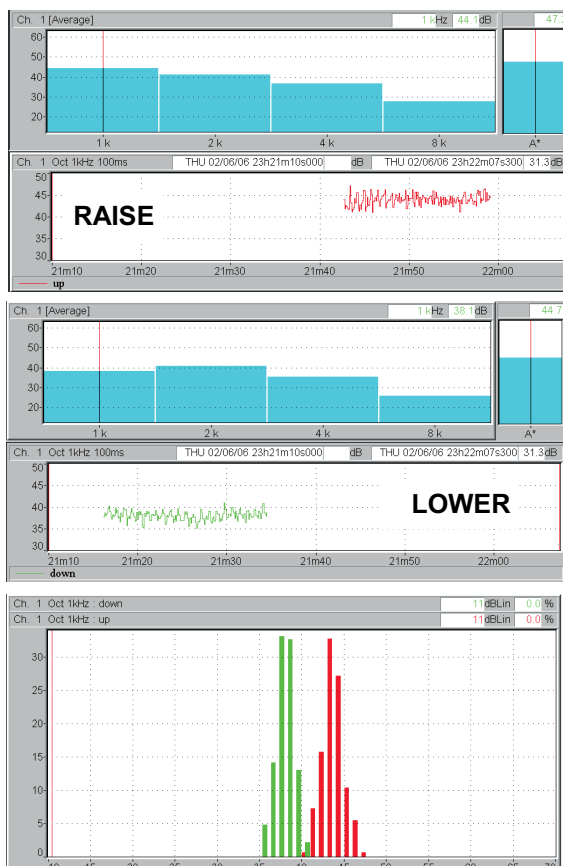 Ch. 1 [Average] 1 kHz 44.1 dB 47.2
60
50
40
30
20
1 k 2 k 4 k 8 k A*
Ch. 1 Oct 1kHz 100ms THU 02/06/06 23h21m10s000 dB THU 02/06/06 23h22m07s300 31.3 dB
50
45
40
35
30
RAISE
21m10 21m20 21m30 21m40 21m50 22m00
up
Ch. 1 [Average] 1 kHz 38.1 dB 44.7
60
50
40
30
20
1 k 2 k 4 k 8 k A*
Ch. 1 Oct 1kHz 100ms THU 02/06/06 23h21m10s000 dB THU 02/06/06 23h22m07s300 31.3 dB
50
45
40
35
30
LOWER
21m10 21m20 21m30 21m40 21m50 22m00
down
Ch. 1 Oct 1kHz : down 11 dBLin 0.0 %
Ch. 1 Oct 1kHz : up 11 dBLin 0.0 %
30
25
20
15
10
5
0